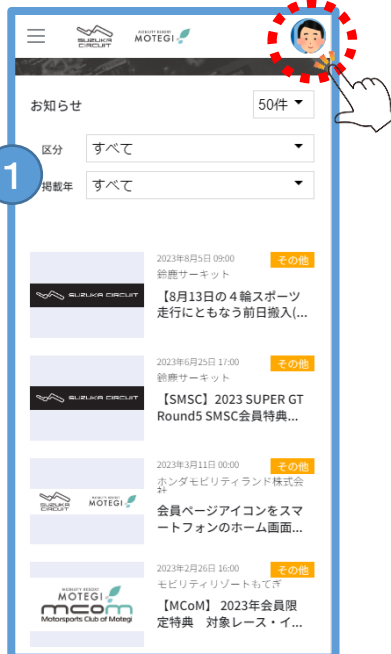 SUZUKA CIRCUIT
MOBILITY RESORT
MOTEGI
お知らせ
50件
区分
すべて
1
掲載年
すべて
2023年8月5日 09:00
その他
鈴鹿サーキット
SUZUKA CIRCUIT
【8月13日の４輪スポーツ
走行にともなう前日搬入(...
2023年6月25日 17:00
その他
鈴鹿サーキット
SUZUKA CIRCUIT
【SMSC】2023 SUPER GT
Round5 SMSC会員特典...
2023年3月11日 00:00
その他
ホンダモビリティランド株式会
社
SUZUKA CIRCUIT
MOBILITY RESORT
MOTEGI
会員ページアイコンをスマ
ートフォンのホーム画面...
2023年2月26日 16:00
その他
モビリティリゾートもてぎ
MOBILITY RESORT
MOTEGI
mcom
Motorsports Club of Motegi
【MCoM】 2023年会員限
定特典　対象レース・イ...